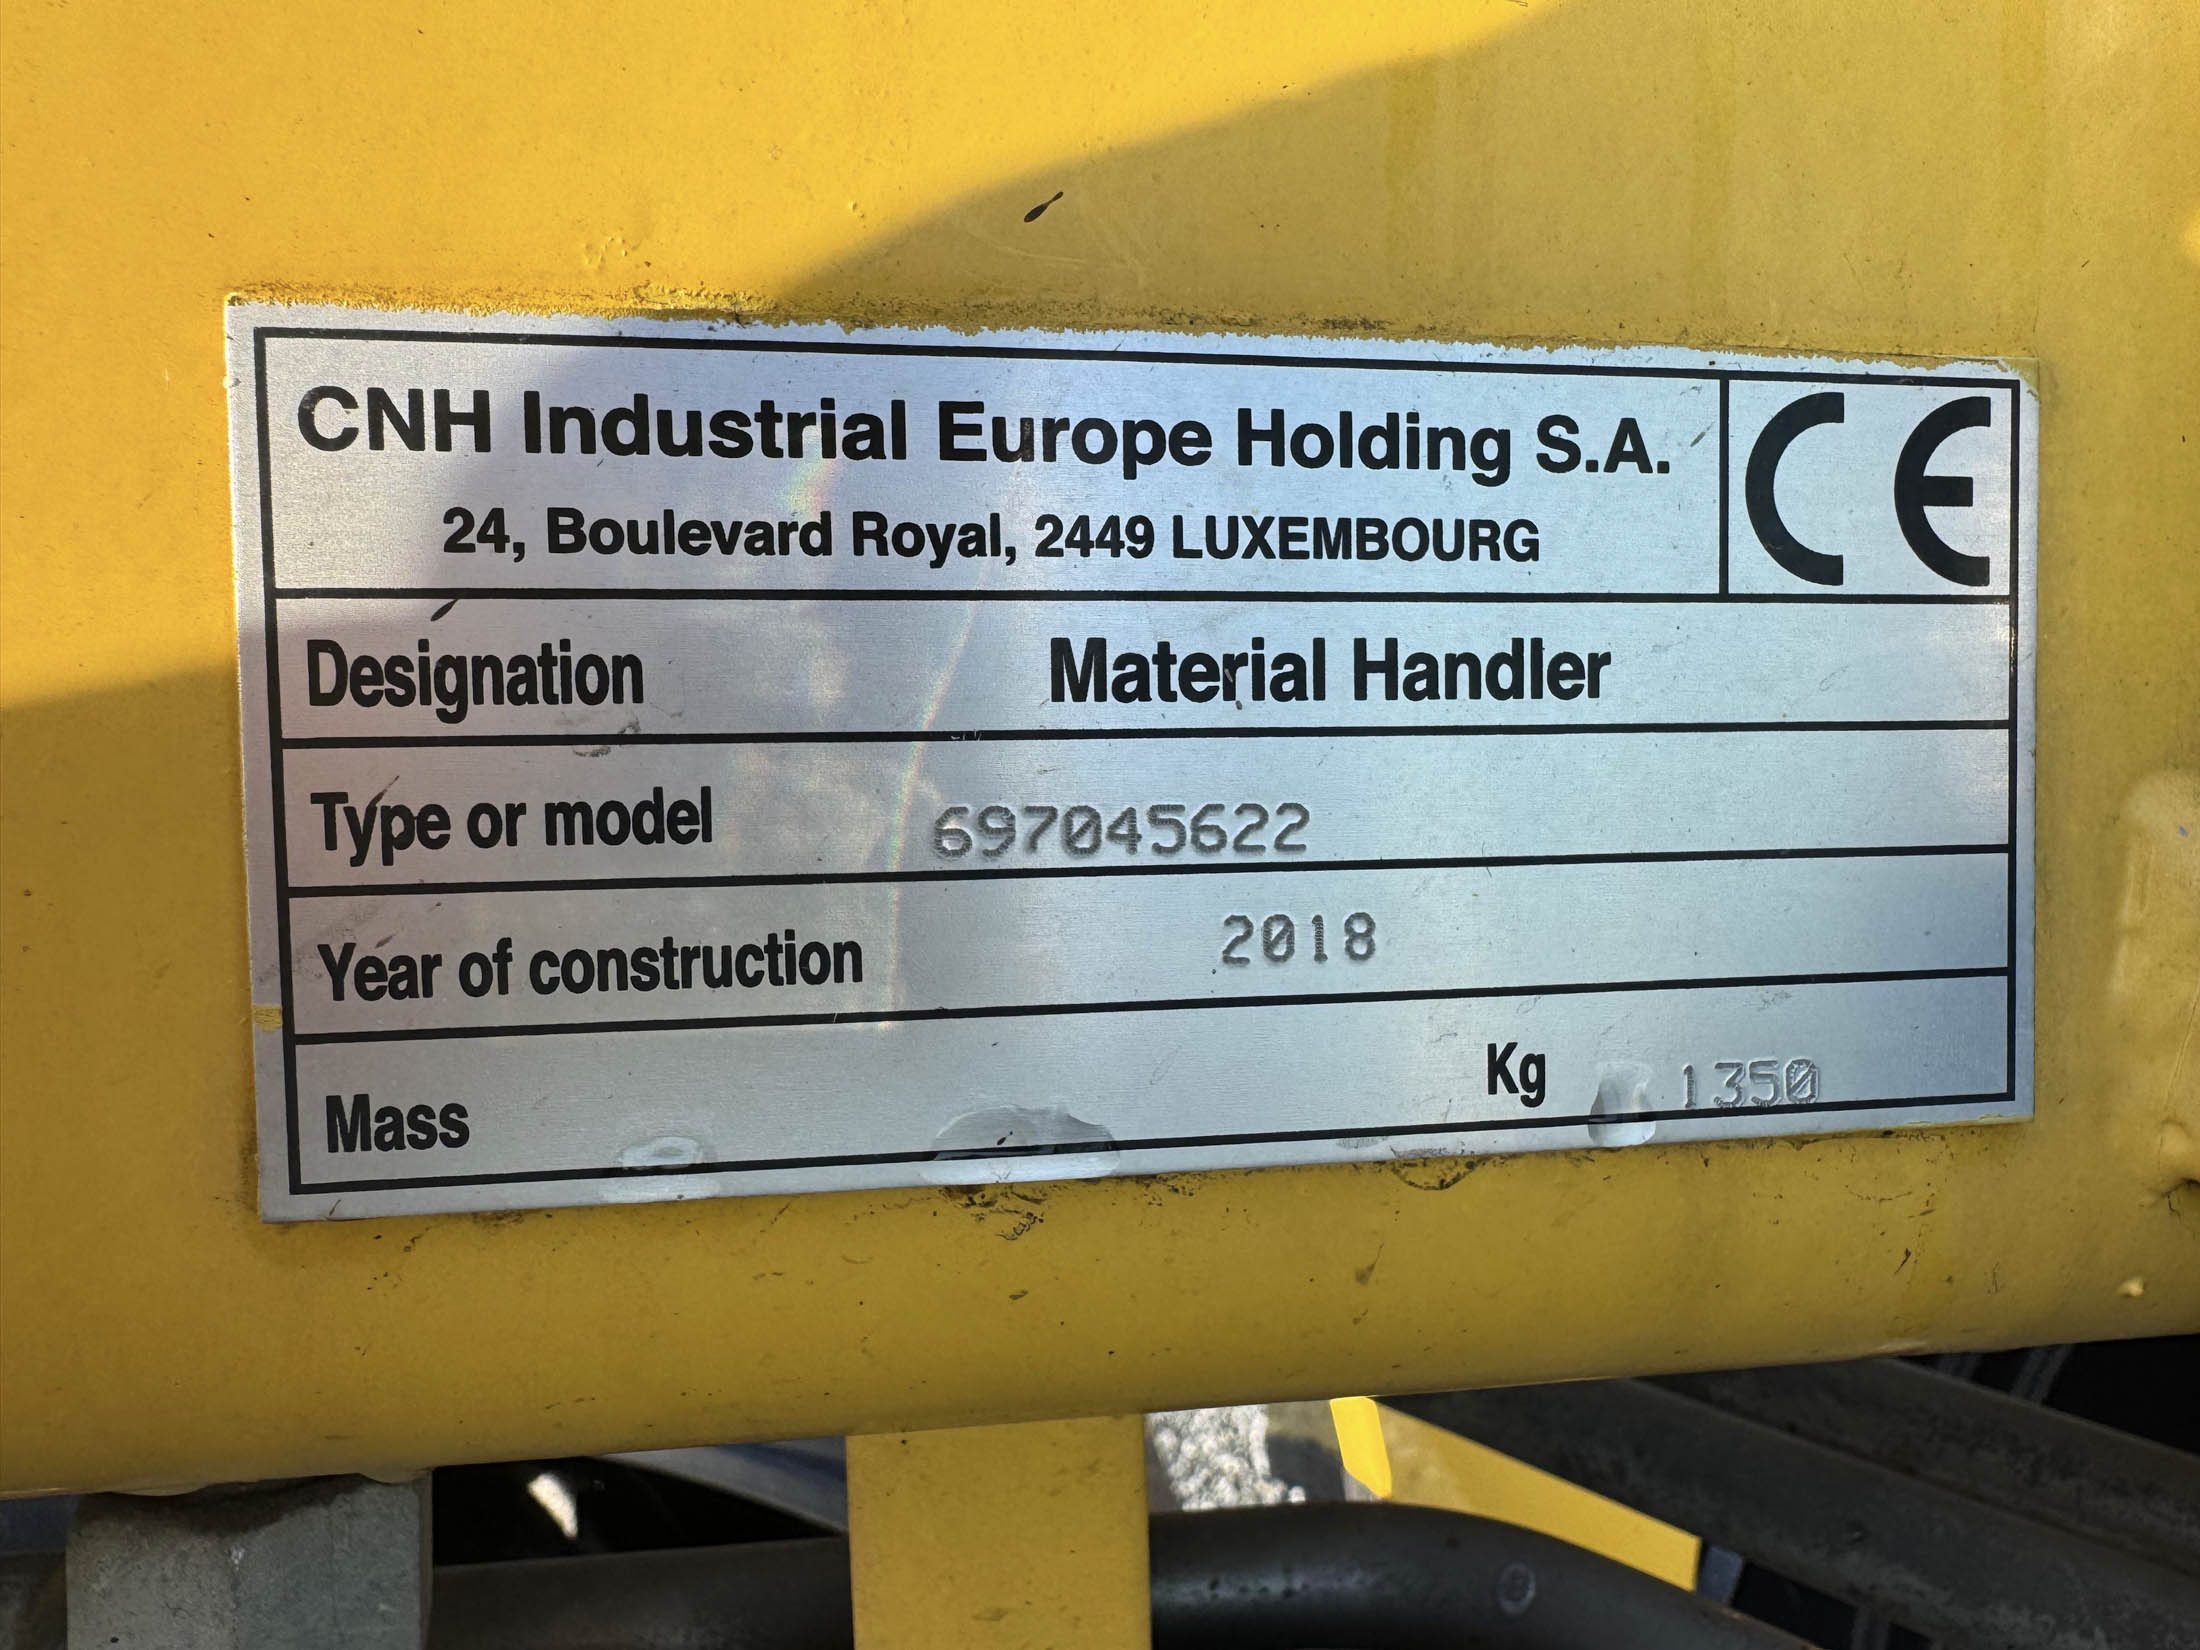 CNH Industrial Europe Holding S.A.
24, Boulevard Royal, 2449 LUXEMBOURG
CE
Designation Material Handler
Type or model 697045622
Year of construction 2018
Mass Kg 1350